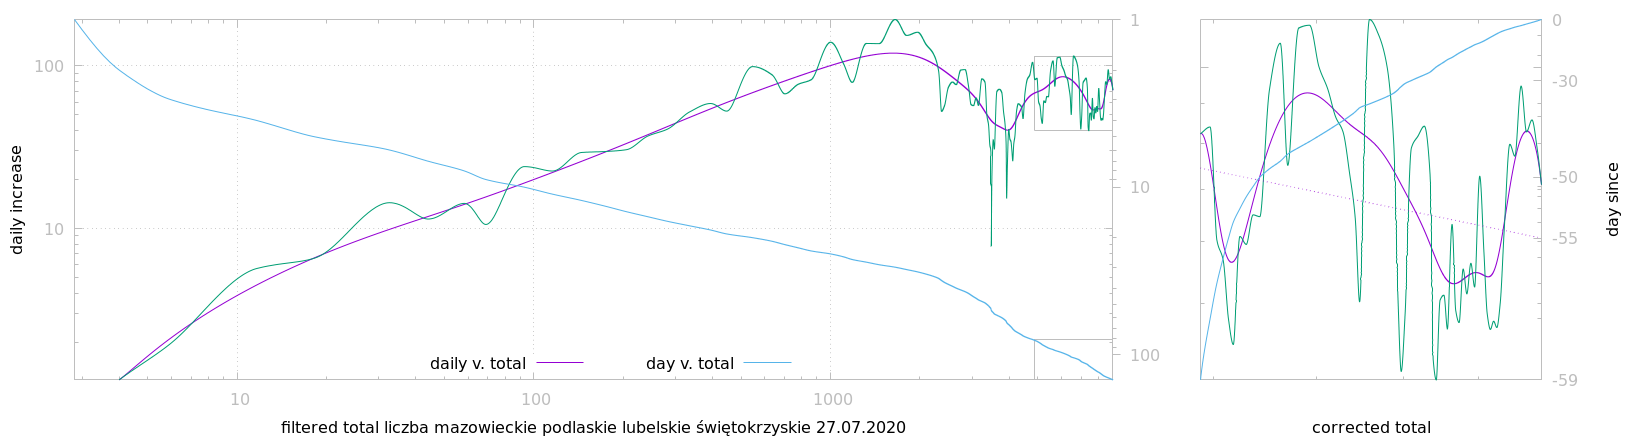 100
10
daily increase
daily v. total
day v. total
10
100
1000
filtered total liczba mazowieckie podlaskie lubelskie świętokrzyskie 27.07.2020
1
10
100
0
-30
-50
-55
-59
day since
corrected total